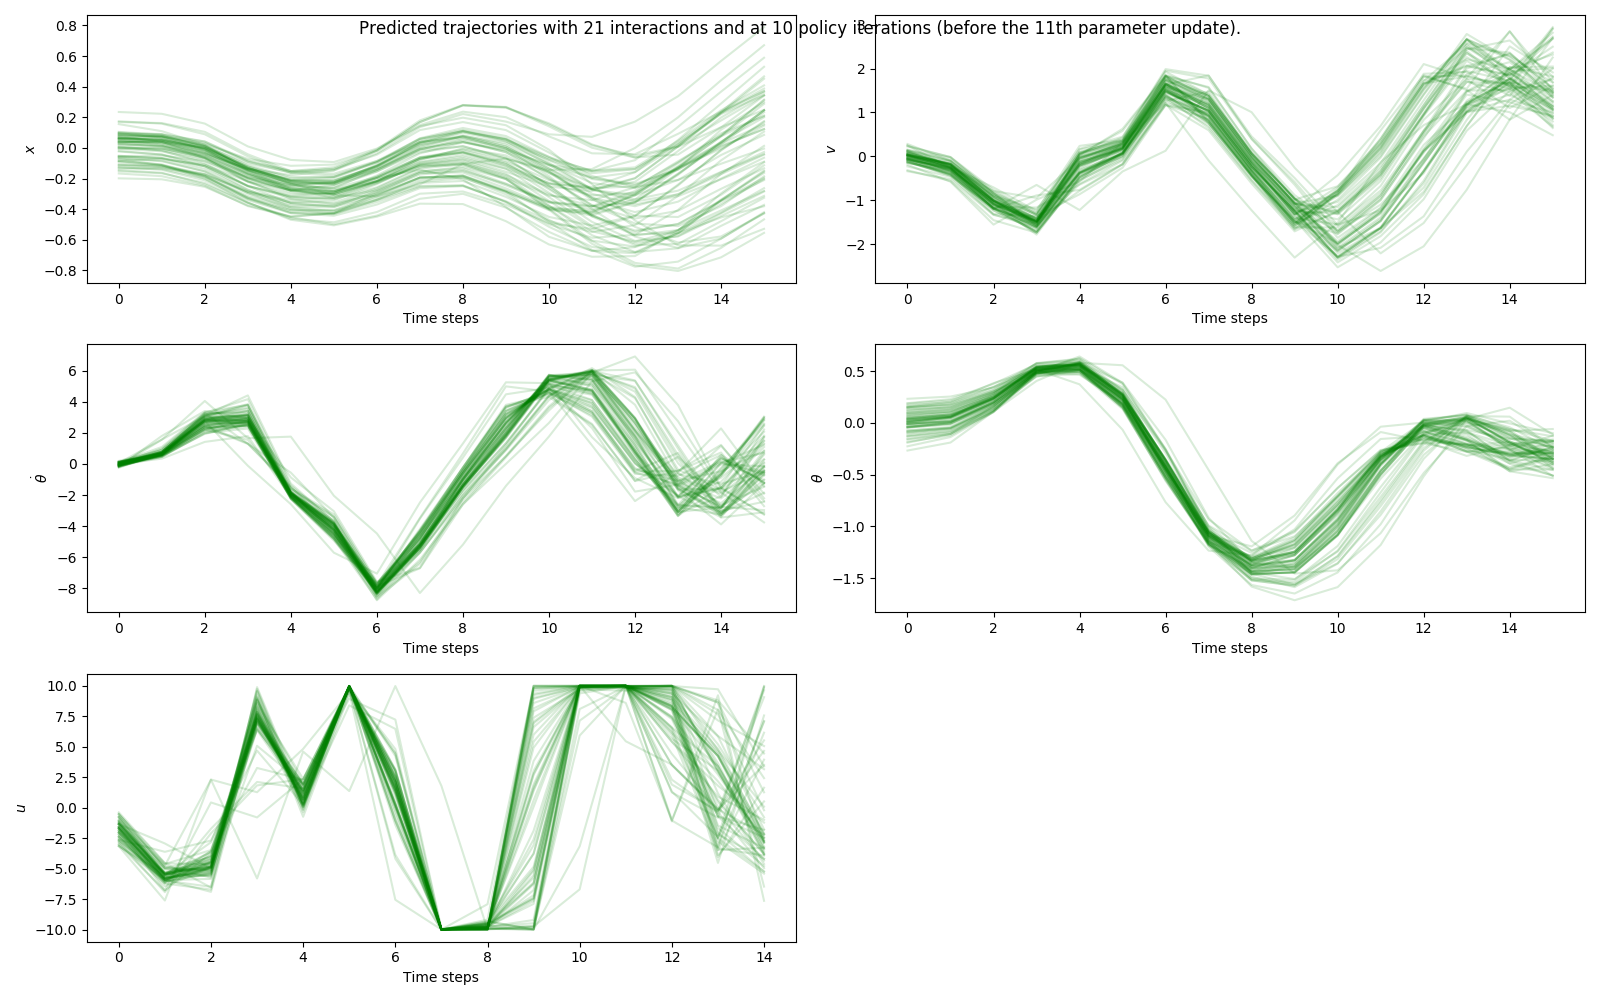 Predicted trajectories with 21 interactions and at 10 policy iterations (before the 11th parameter update).
0.8
0.6
0.4
0.2
0.0
−0.2
−0.4
−0.6
−0.8
x
0 2 4 6 8 10 12 14
Time steps
3
2
1
0
−1
−2
v
0 2 4 6 8 10 12 14
Time steps
6
4
2
0
−2
−4
−6
−8
θ̇
0 2 4 6 8 10 12 14
Time steps
0.5
0.0
−0.5
−1.0
−1.5
θ
0 2 4 6 8 10 12 14
Time steps
10.0
7.5
5.0
2.5
0.0
−2.5
−5.0
−7.5
−10.0
u
0 2 4 6 8 10 12 14
Time steps